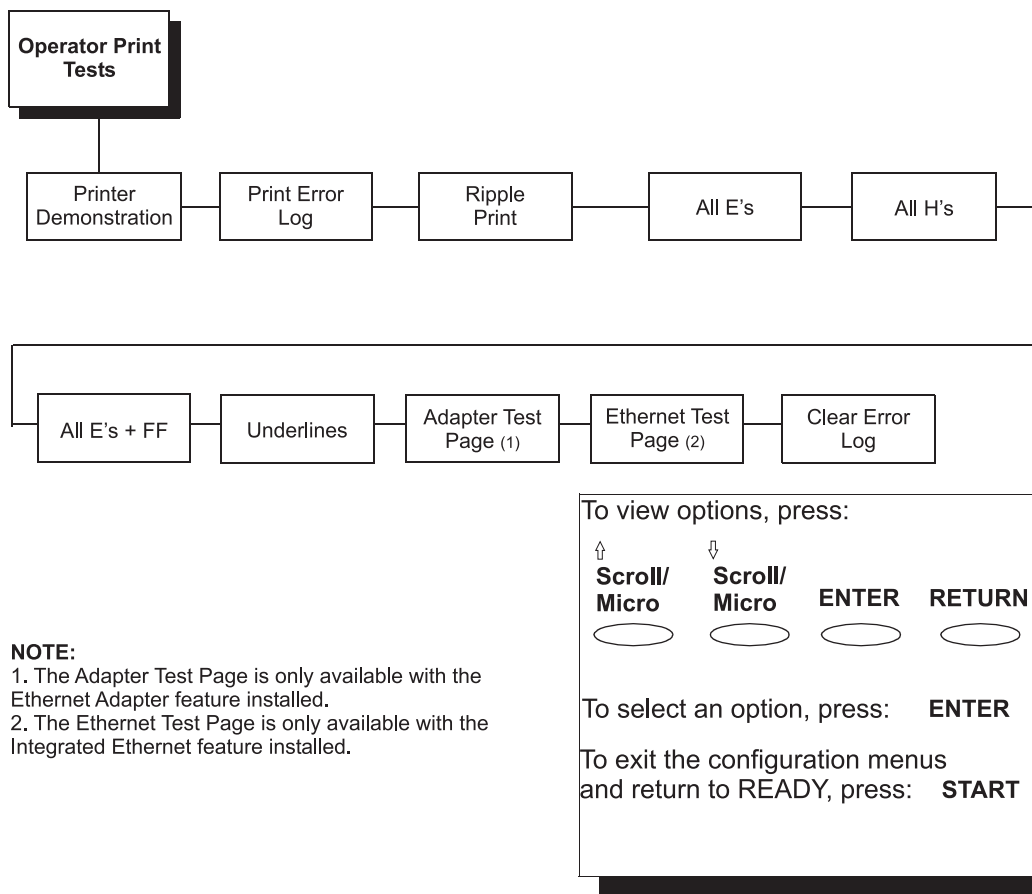 Operator Print
Tests
Printer
Demonstration
Print Error
Log
Ripple
Print
All E's
All H's
All E's + FF
Underlines
Adapter Test
Page (1)
Ethernet Test
Page (2)
Clear Error
Log
To view options, press:
⇧
Scroll/
Micro
⇩
Scroll/
Micro
ENTER
RETURN
To select an option, press: ENTER
To exit the configuration menus
and return to READY, press: START
NOTE:
1. The Adapter Test Page is only available with the
Ethernet Adapter feature installed.
2. The Ethernet Test Page is only available with the
Integrated Ethernet feature installed.